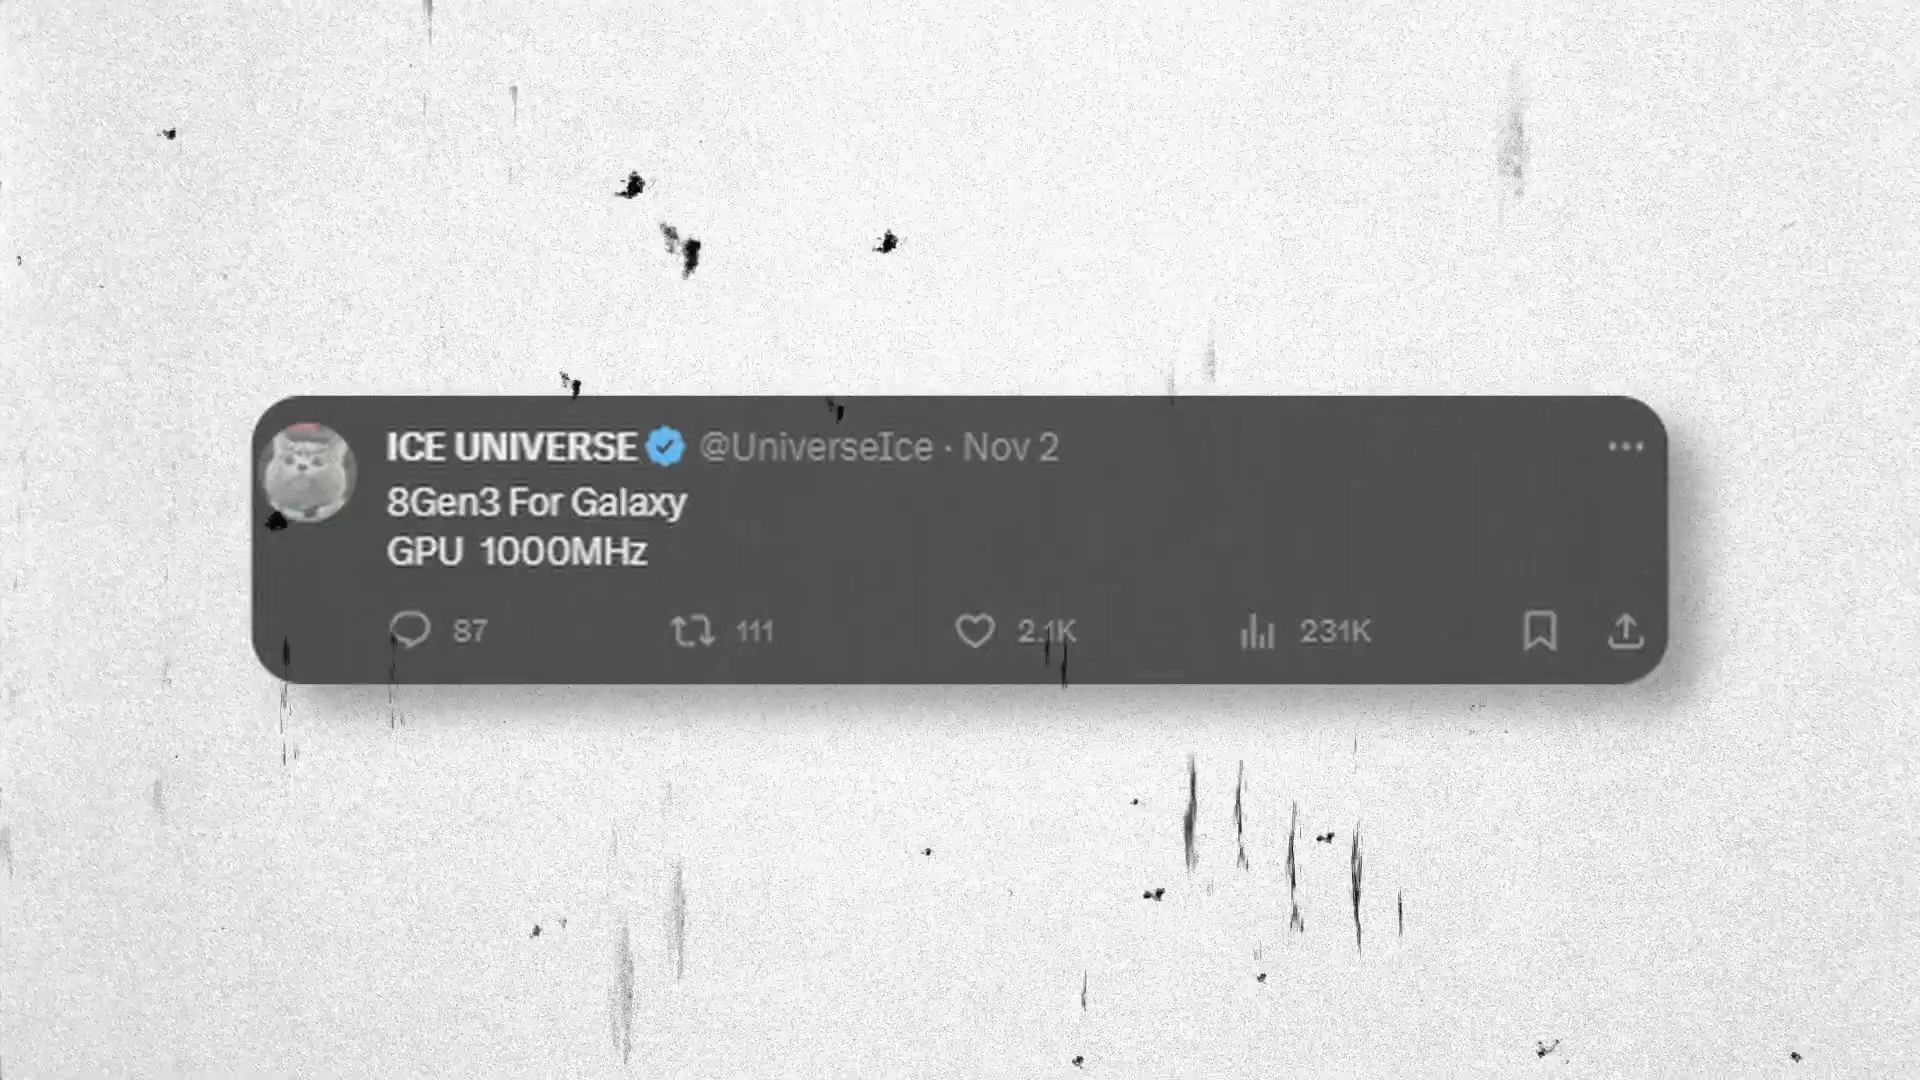 ICE UNIVERSE @UniverseIce · Nov 2
8Gen3 For Galaxy
GPU 1000MHz
87 111 2.1K 231K